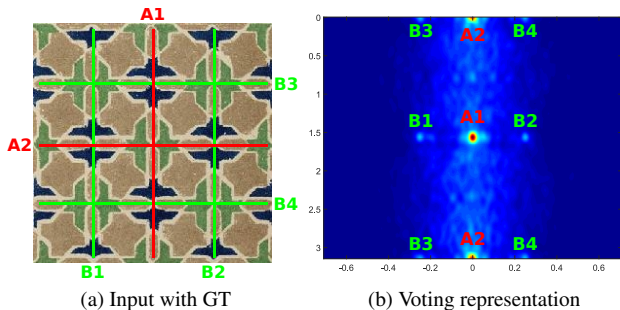 A1
B3
A2
B4
B1
B2
(a) Input with GT
0
0.5
1
1.5
2
2.5
3
B3
A2
B4
B1
A1
B2
B3
A2
B4
-0.6
-0.4
-0.2
0
0.2
0.4
0.6
(b) Voting representation